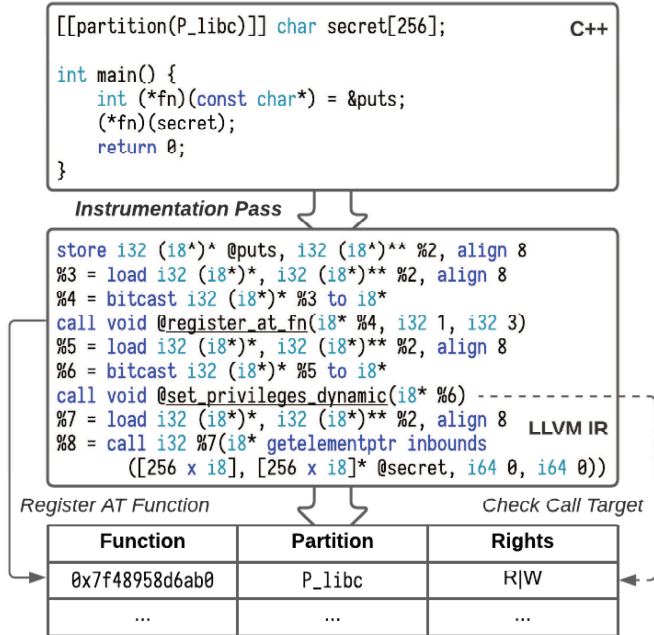 [[partition(P_libc)]] char secret[256];
C++
int main() {
int (*fn)(const char*) = &puts;
(*fn)(secret);
return 0;
}
Instrumentation Pass
store i32 (i8*)* @puts, i32 (i8*)** %2, align 8
%3 = load i32 (i8*)*, i32 (i8*)** %2, align 8
%4 = bitcast i32 (i8*)* %3 to i8*
call void @register_at_fn(i8* %4, i32 1, i32 3)
%5 = load i32 (i8*)*, i32 (i8*)** %2, align 8
%6 = bitcast i32 (i8*)* %5 to i8*
call void @set_privileges_dynamic(i8* %6)
%7 = load i32 (i8*)*, i32 (i8*)** %2, align 8
LLVM IR
%8 = call i32 %7(i8* getelementptr inbounds
([256 x i8], [256 x i8]* @secret, i64 0, i64 0))
Register AT Function
Check Call Target
Function Partition Rights
0x7f48958d6ab0 P_libc R|W
... ... ...